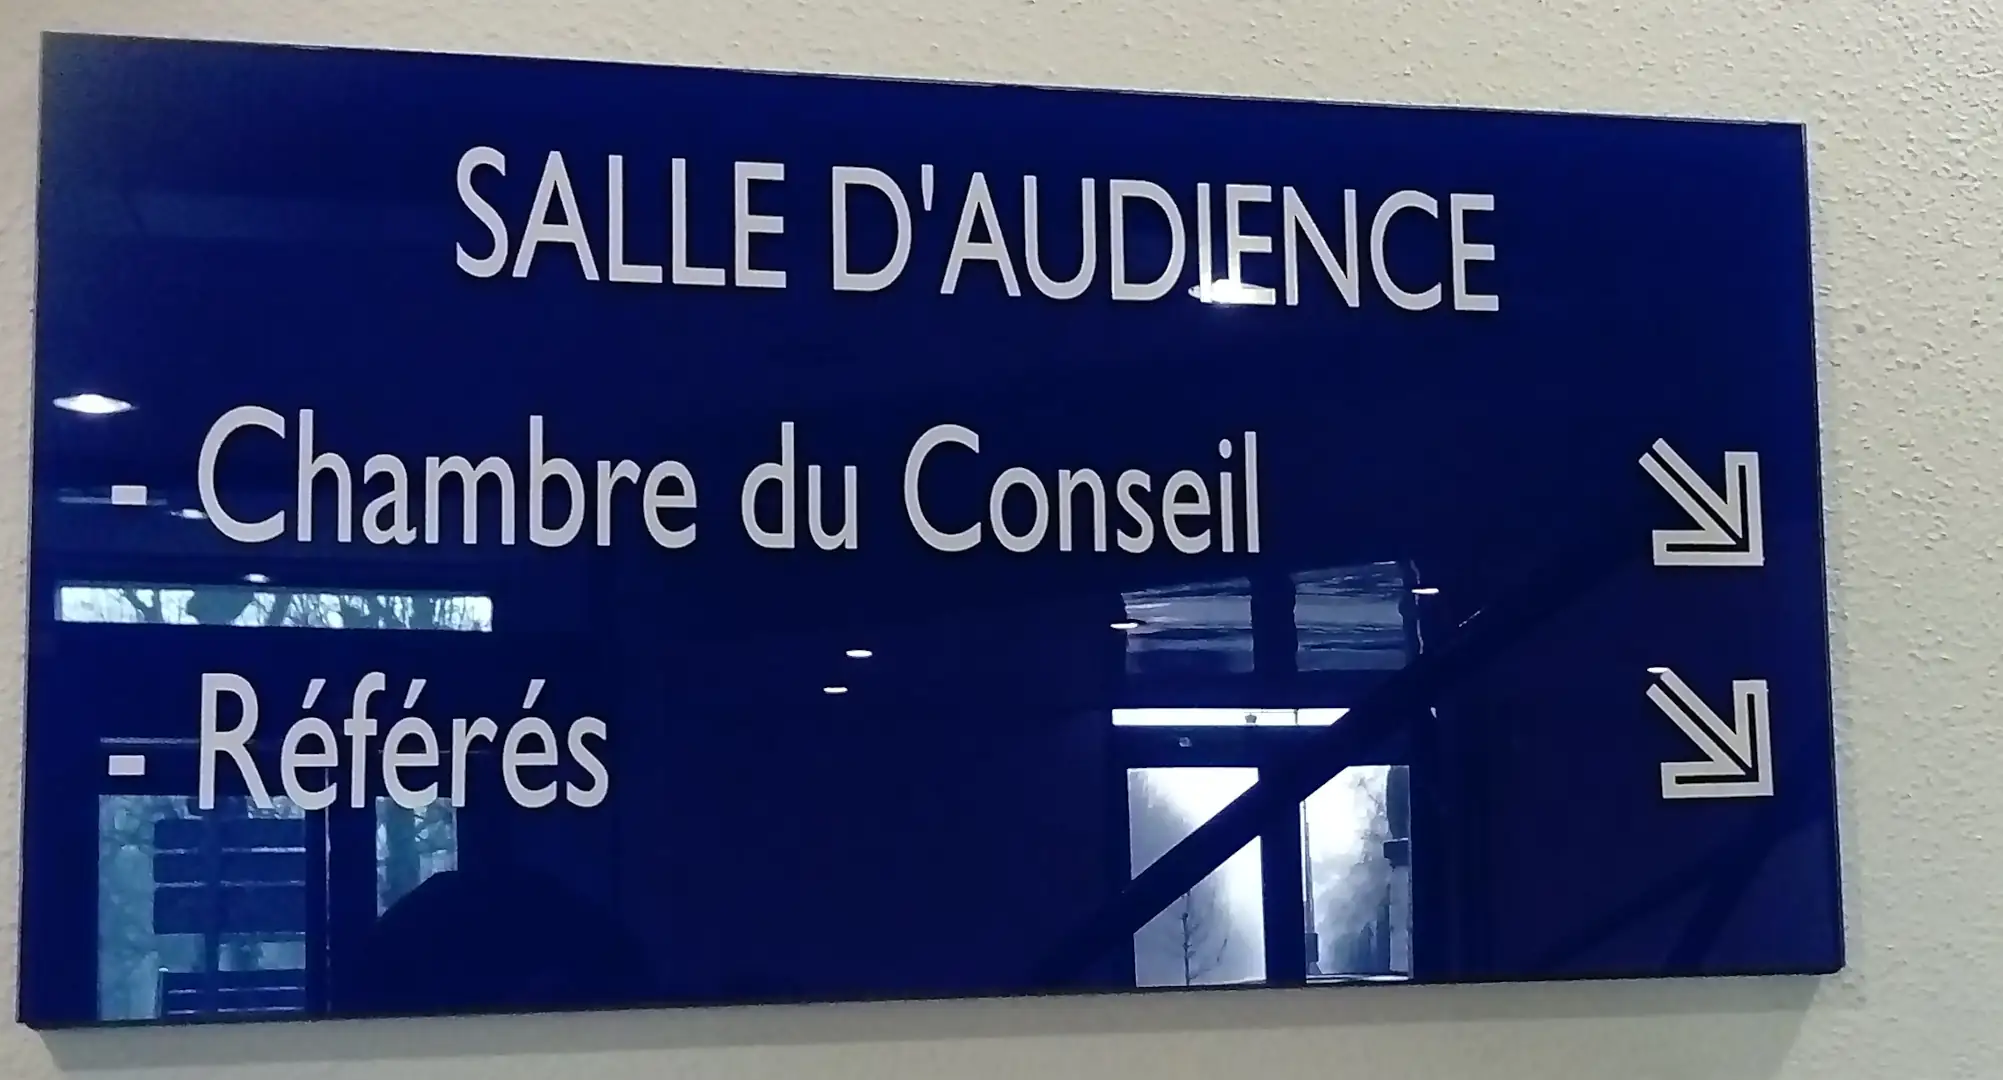 SALLE D'AUDIENCE
- Chambre du Conseil
- Référés